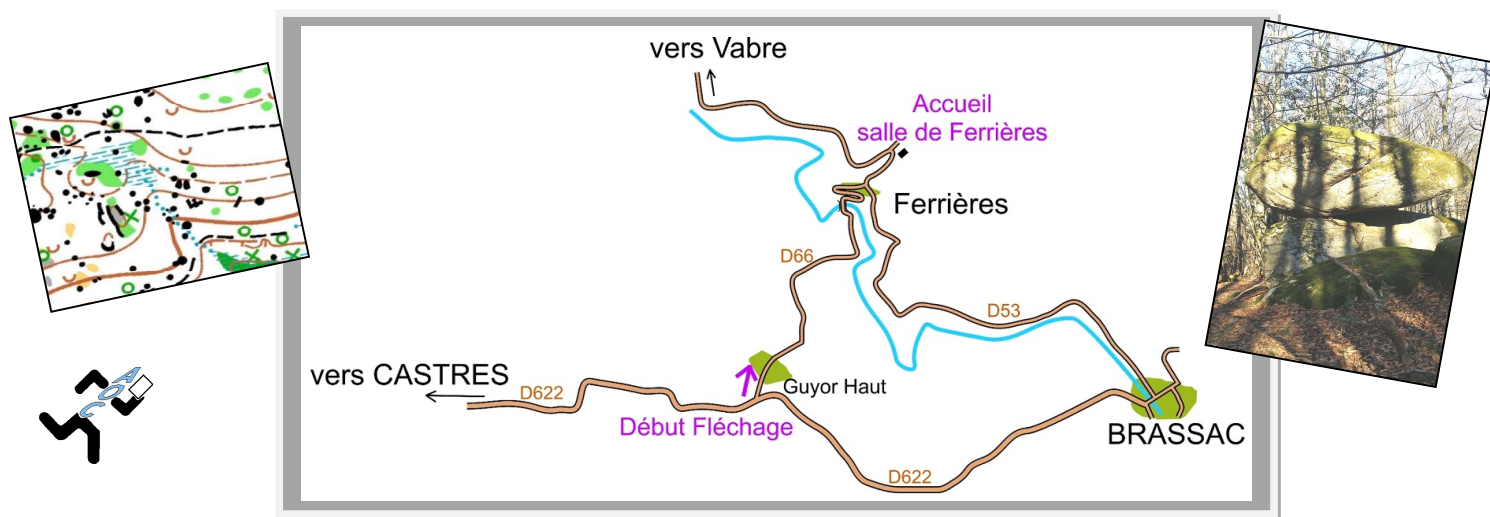 vers Vabre
Accueil
salle de Ferrières
Ferrières
D66
D53
vers CASTRES
D622
Guyor Haut
Début Fléchage
BRASSAC
D622
AOC